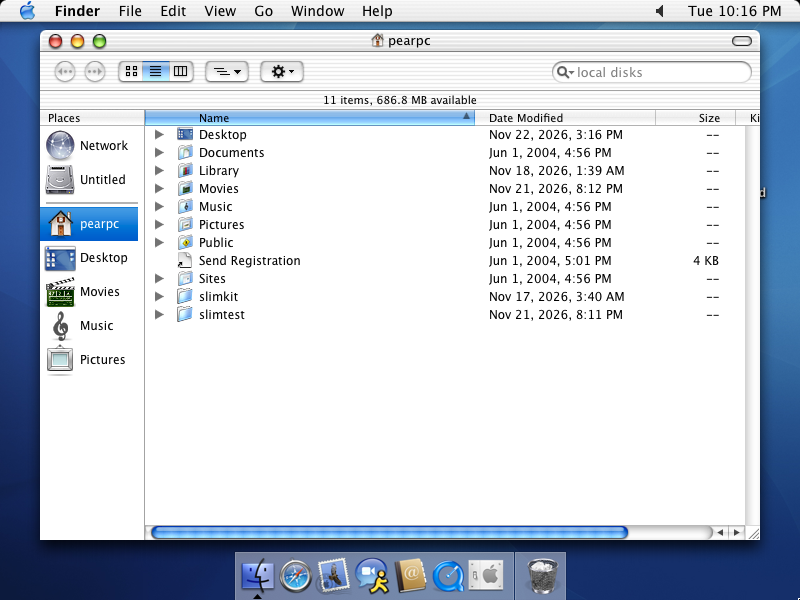 Finder File Edit View Go Window Help Tue 10:16 PM
pearpc
local disks
11 items, 686.8 MB available
Places Name Date Modified Size Ki
Desktop Nov 22, 2026, 3:16 PM --
Network
Documents Jun 1, 2004, 4:56 PM --
Library Nov 18, 2026, 1:39 AM --
Untitled
Movies Nov 21, 2026, 8:12 PM --
d
Music Jun 1, 2004, 4:56 PM --
pearpc
Pictures Jun 1, 2004, 4:56 PM --
Public Jun 1, 2004, 4:56 PM --
Desktop
Send Registration Jun 1, 2004, 5:01 PM 4 KB
Sites Jun 1, 2004, 4:56 PM --
Movies
slimkit Nov 17, 2026, 3:40 AM --
slimtest Nov 21, 2026, 8:11 PM --
Music
Pictures